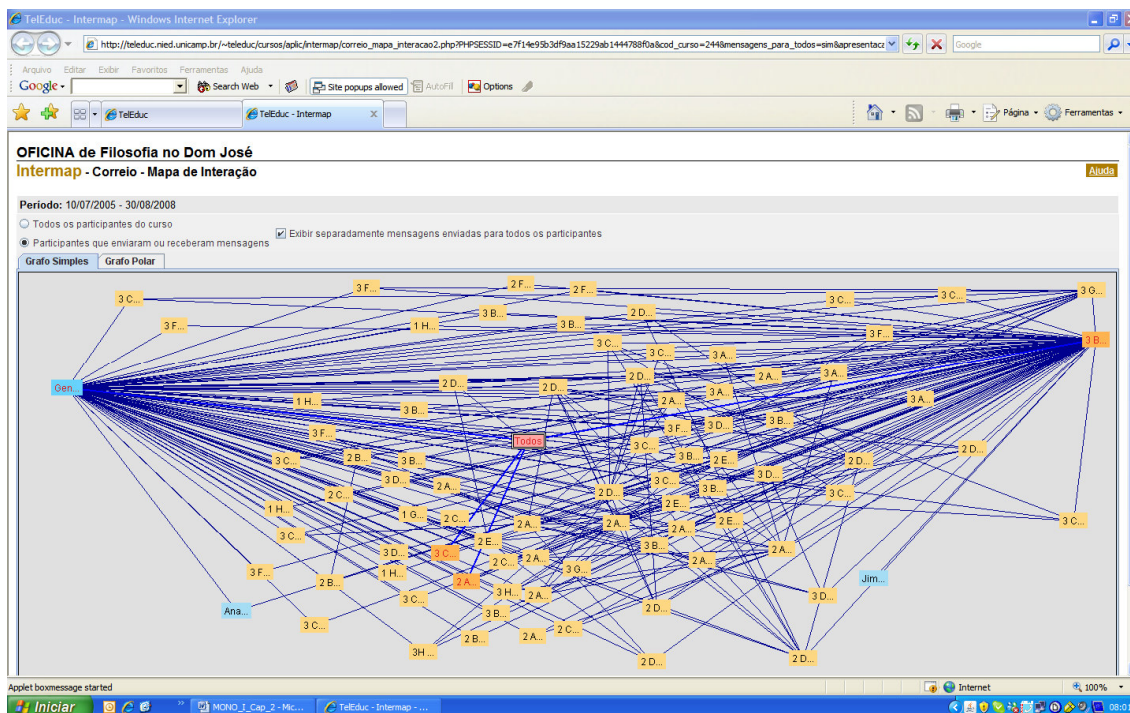 TelEduc - Intermap - Windows Internet Explorer
http://teleduc.nied.unicamp.br/~teleduc/cursos/aplic/intermap/correio_mapa_interacao2.php?PHPSESSID=e7f14e95b3df9aa15229ab1444788f0a&cod_curso=244&mensagens_para_todos=sim&apresentac Google
Arquivo Editar Exibir Favoritos Ferramentas Ajuda
Google Search Web Site popups allowed AutoFill Options
TelEduc TelEduc - Intermap X Página Ferramentas
OFICINA de Filosofia no Dom José
Intermap - Correio - Mapa de Interação Ajuda
Período: 10/07/2005 - 30/08/2008
Todos os participantes do curso
Exibir separadamente mensagens enviadas para todos os participantes
Participantes que enviaram ou receberam mensagens
Grafo Simples Grafo Polar
3 F... 2 F... 2 F... 3 G...
3 C... 3 C... 3 C...
3 B... 2 D...
3 F... 1 H... 3 B... 3 F...
3 C... 3 B...
3 C... 3 A...
2 D... 2 A... 3 A...
Gen... 2 D... 2 D...
3 A... 3 A...
1 H... 2 A...
3 B... 3 B...
3 F... 3 F... 3 D...
Todos 3 C... 2 D...
3 C... 2 B... 3 B... 3 B... 2 E... 2 D...
3 D... 2 A... 3 C... 3 D...
2 C... 2 D... 3 B... 3 C...
1 H... 1 G... 2 C... 2 E...
2 A... 2 A... 2 A... 2 E... 3 C...
3 C... 2 E...
3 D... 3 C... 3 B... 2 A...
2 C... 2 A... 2 A...
3 F... 1 H... 3 G...
2 B... 2 A... Jim...
3 C... 3 H... 2 A... 3 D...
Ana... 3 B... 2 D...
3 C... 2 B... 2 A... 2 C...
3H ... 2 D... 2 D...
Applet boxmessage started Internet 100%
Iniciar MONO_I_Cap_2 - Mic... TelEduc - Intermap - ... 08:0